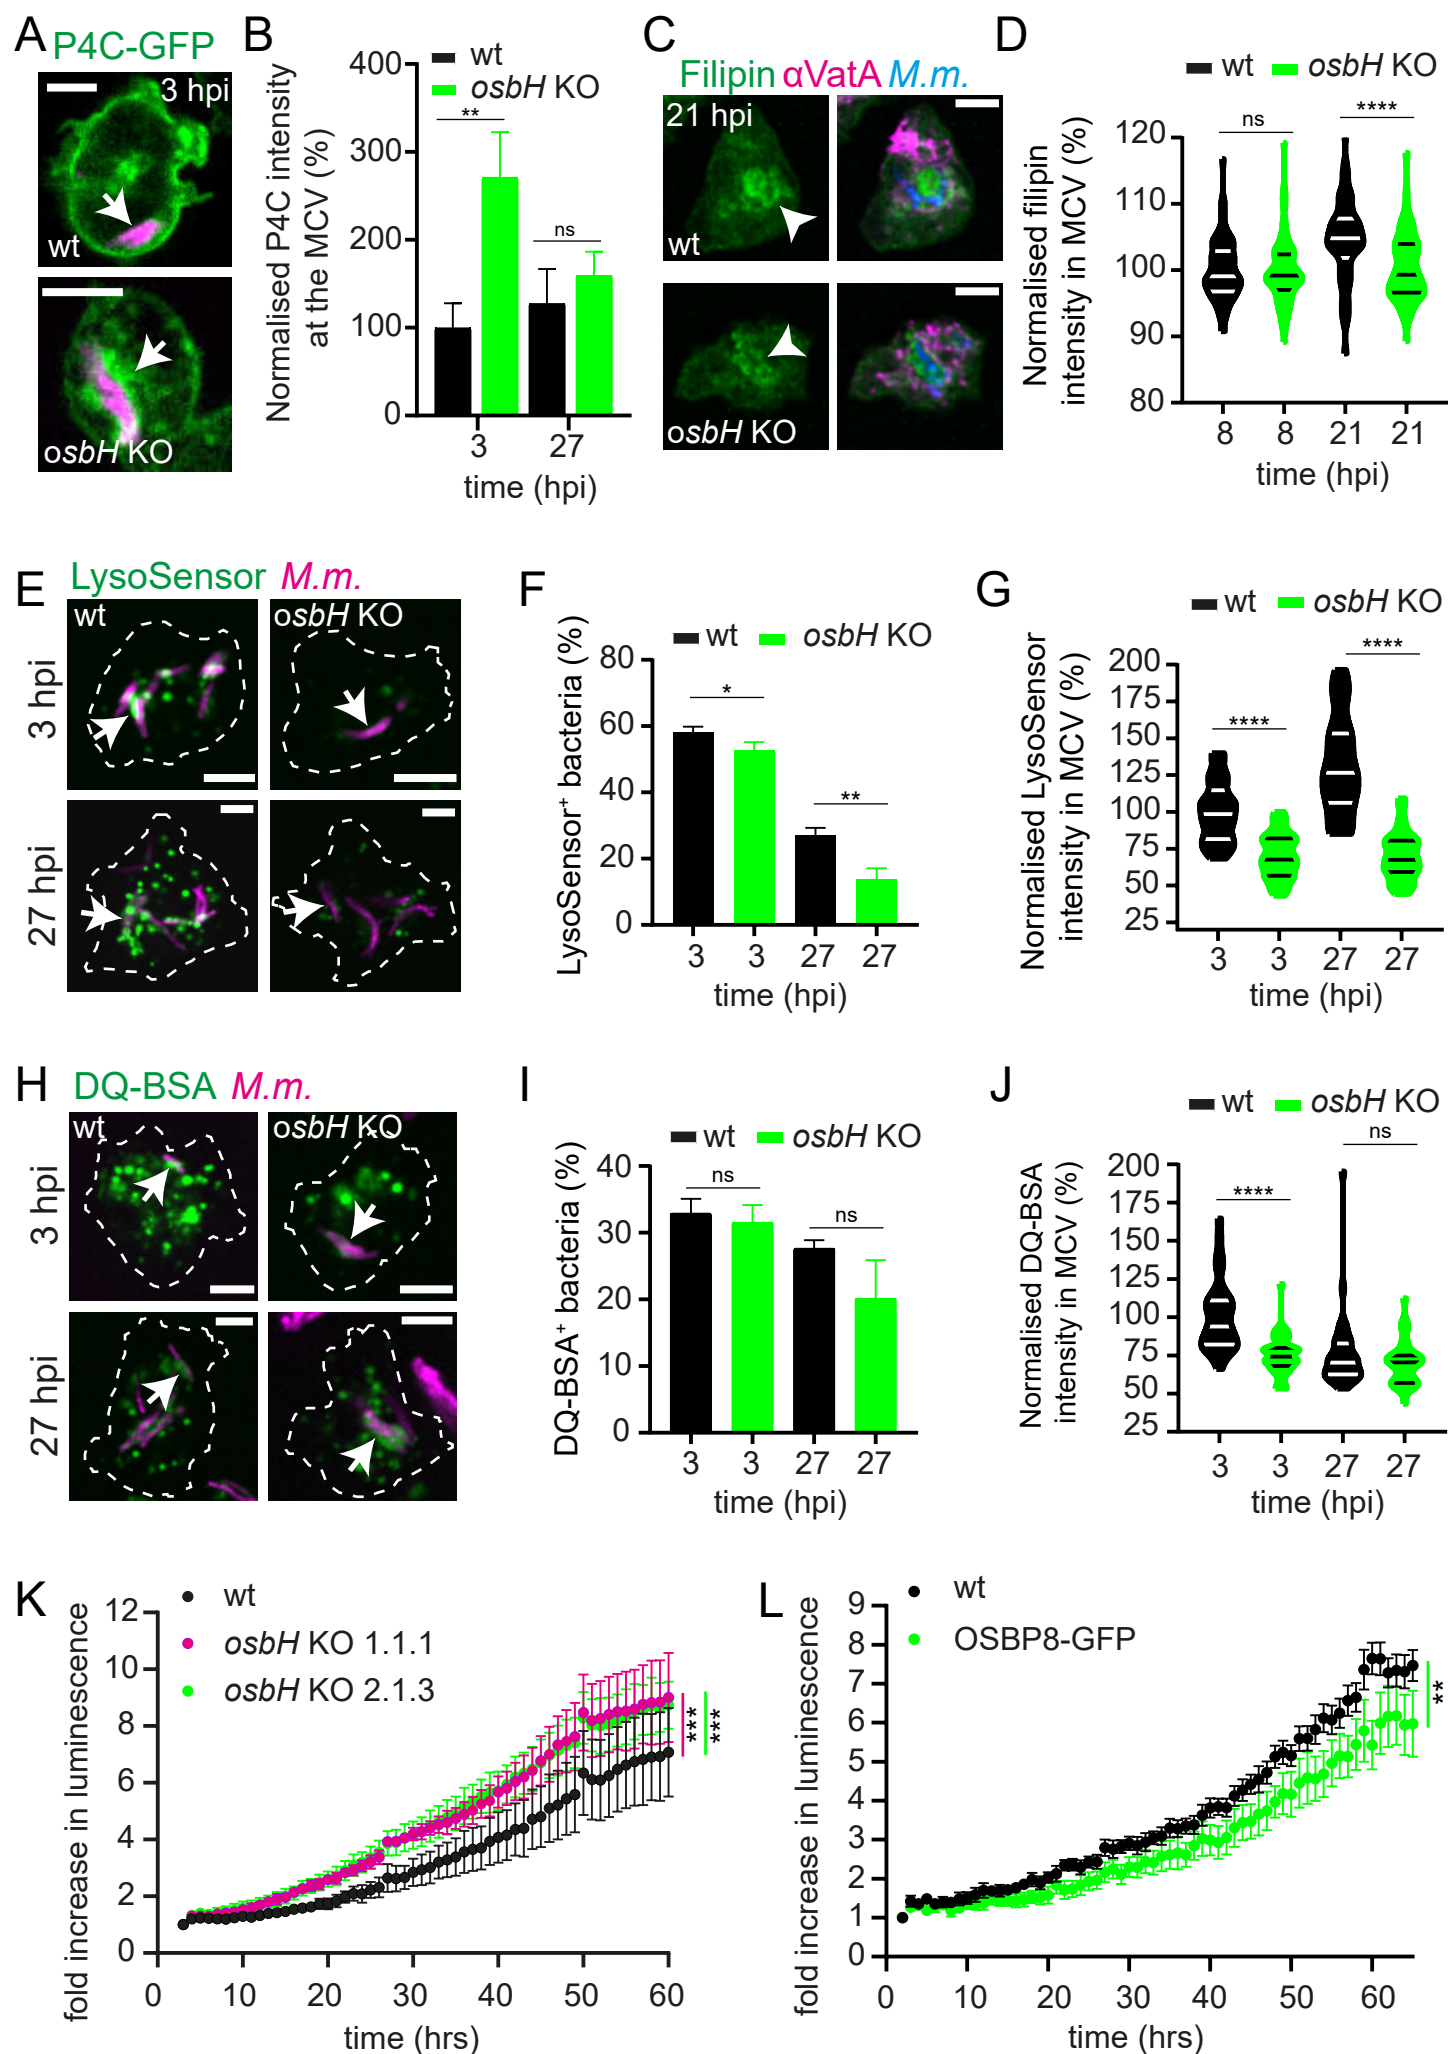 A
P4C-GFP
3 hpi
wt
osbH KO
B
wt
osbH KO
Normalised P4C intensity
at the MCV (%)
400
300
200
100
0
**
ns
3
27
time (hpi)
C
Filipin αVatA M.m.
21 hpi
wt
osbH KO
D
wt
osbH KO
Normalised filipin
intensity in MCV (%)
120
110
100
90
80
ns
****
8
8
21
21
time (hpi)
E
LysoSensor M.m.
wt
osbH KO
3 hpi
27 hpi
F
wt
osbH KO
LysoSensor⁺ bacteria (%)
80
60
40
20
0
*
**
3
3
27
27
time (hpi)
G
wt
osbH KO
Normalised LysoSensor
intensity in MCV (%)
200
175
150
125
100
75
50
25
****
****
3
3
27
27
time (hpi)
H
DQ-BSA M.m.
wt
osbH KO
3 hpi
27 hpi
I
wt
osbH KO
DQ-BSA⁺ bacteria (%)
40
30
20
10
0
ns
ns
3
3
27
27
time (hpi)
J
wt
osbH KO
Normalised DQ-BSA
intensity in MCV (%)
200
175
150
125
100
75
50
25
****
ns
3
3
27
27
time (hpi)
K
wt
osbH KO 1.1.1
osbH KO 2.1.3
fold increase in luminescence
12
10
8
6
4
2
0
***
***
0
10
20
30
40
50
60
time (hrs)
L
wt
OSBP8-GFP
fold increase in luminescence
9
8
7
6
5
4
3
2
1
0
**
0
10
20
30
40
50
60
time (hrs)